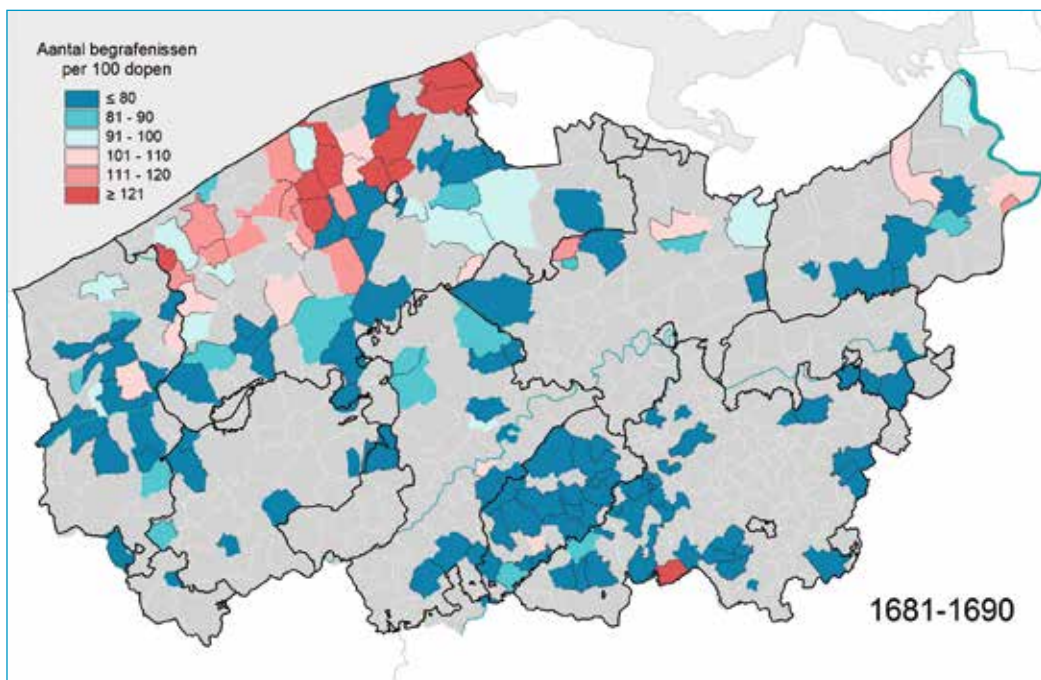 Aantal begrafenissen
per 100 dopen
≤ 80
81 - 90
91 - 100
101 - 110
111 - 120
≥ 121
1681-1690